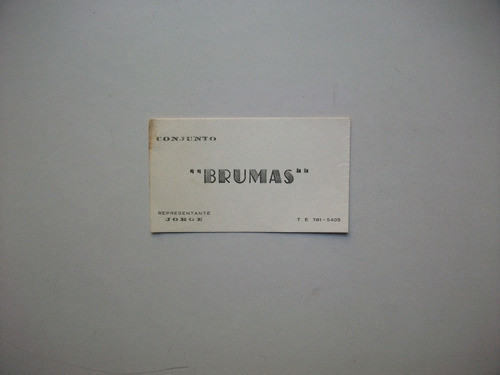 CONJUNTO
"BRUMAS"
REPRESENTANTE
JORGE
T E 781-5405